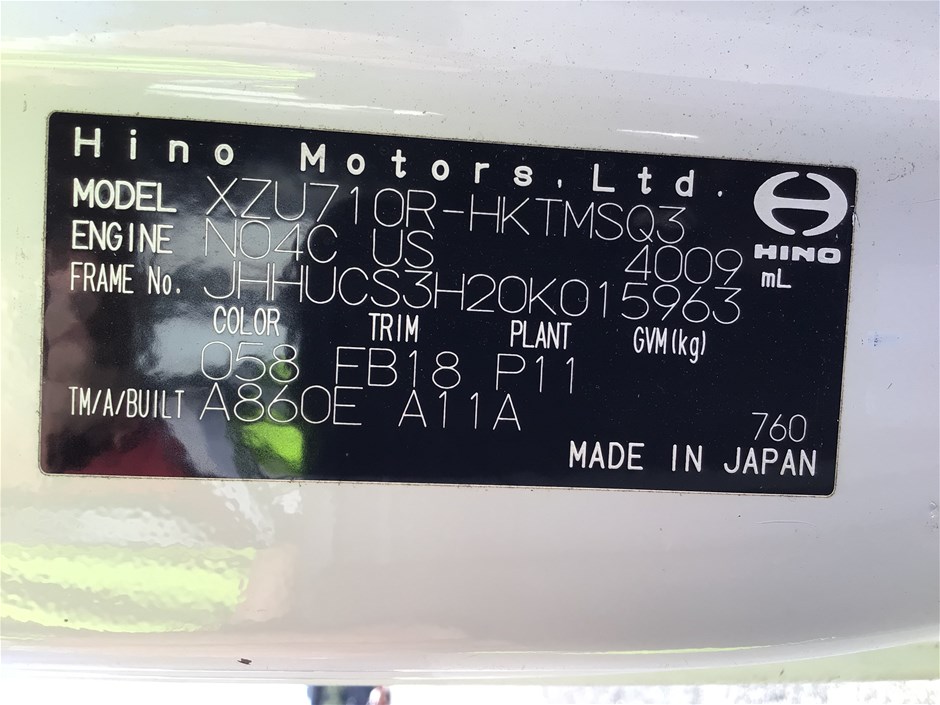 Hino Motors, Ltd.
MODEL XZU710R-HKTMSQ3
HINO
ENGINE N04C US 4009 mL
FRAME No. JHHUCS3H20K015963
COLOR TRIM PLANT GVM(kg)
058 EB18 P11
TM/A/BUILT A860E A11A
760
MADE IN JAPAN